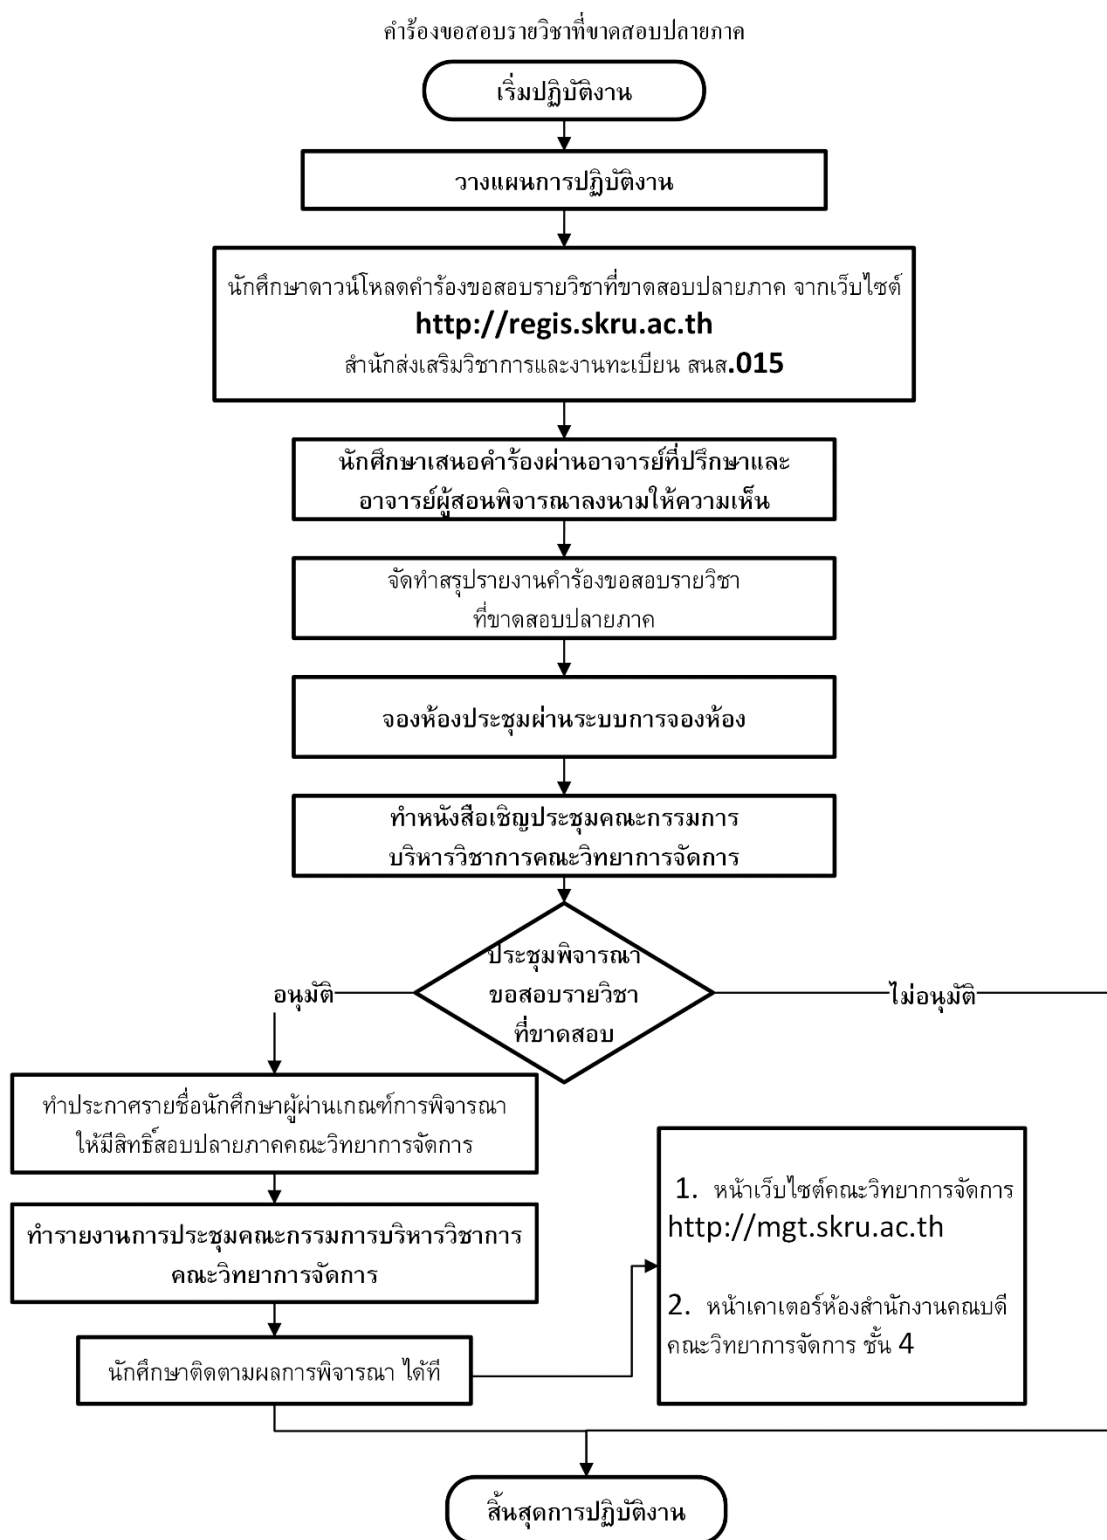 คำร้องขอสอบรายวิชาที่ขาดสอบปลายภาค
เริ่มปฏิบัติงาน
วางแผนการปฏิบัติงาน
นักศึกษาดาวน์โหลดคำร้องขอสอบรายวิชาที่ขาดสอบปลายภาค จากเว็บไซต์
http://regis.skru.ac.th
สำนักส่งเสริมวิชาการและงานทะเบียน สนส.015
นักศึกษาเสนอคำร้องผ่านอาจารย์ที่ปรึกษาและ
อาจารย์ผู้สอนพิจารณาลงนามให้ความเห็น
จัดทำสรุปรายงานคำร้องขอสอบรายวิชา
ที่ขาดสอบปลายภาค
จองห้องประชุมผ่านระบบการจองห้อง
ทำหนังสือเชิญประชุมคณะกรรมการ
บริหารวิชาการคณะวิทยาการจัดการ
ประชุมพิจารณา
ขอสอบรายวิชา
ที่ขาดสอบ
อนุมัติ
ไม่อนุมัติ
ทำประกาศรายชื่อนักศึกษาผู้ผ่านเกณฑ์การพิจารณา
ให้มีสิทธิ์สอบปลายภาคคณะวิทยาการจัดการ
ทำรายงานการประชุมคณะกรรมการบริหารวิชาการ
คณะวิทยาการจัดการ
นักศึกษาติดตามผลการพิจารณา ได้ที่
1. หน้าเว็บไซต์คณะวิทยาการจัดการ
http://mgt.skru.ac.th
2. หน้าเคาเตอร์ห้องสำนักงานคณบดี
คณะวิทยาการจัดการ ชั้น 4
สิ้นสุดการปฏิบัติงาน